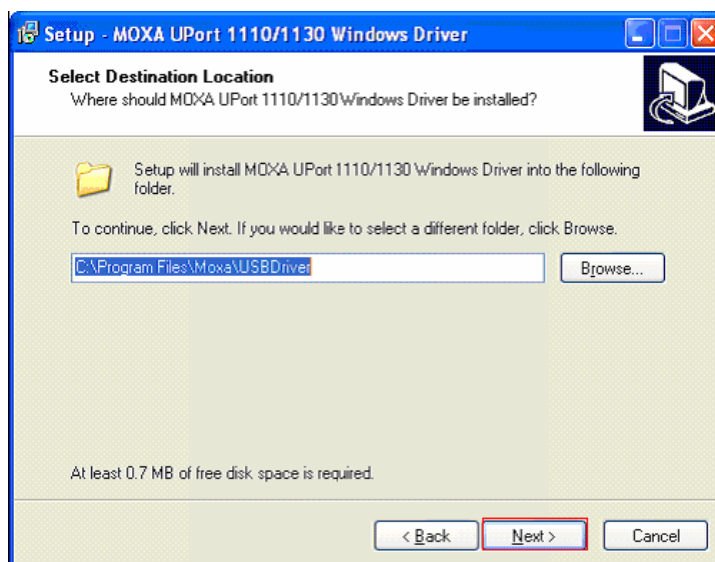 Setup - MOXA UPort 1110/1130 Windows Driver
Select Destination Location
Where should MOXA UPort 1110/1130 Windows Driver be installed?
Setup will install MOXA UPort 1110/1130 Windows Driver into the following
folder.
To continue, click Next. If you would like to select a different folder, click Browse.
C:\Program Files\Moxa\USBDriver
Browse...
At least 0.7 MB of free disk space is required.
< Back
Next >
Cancel